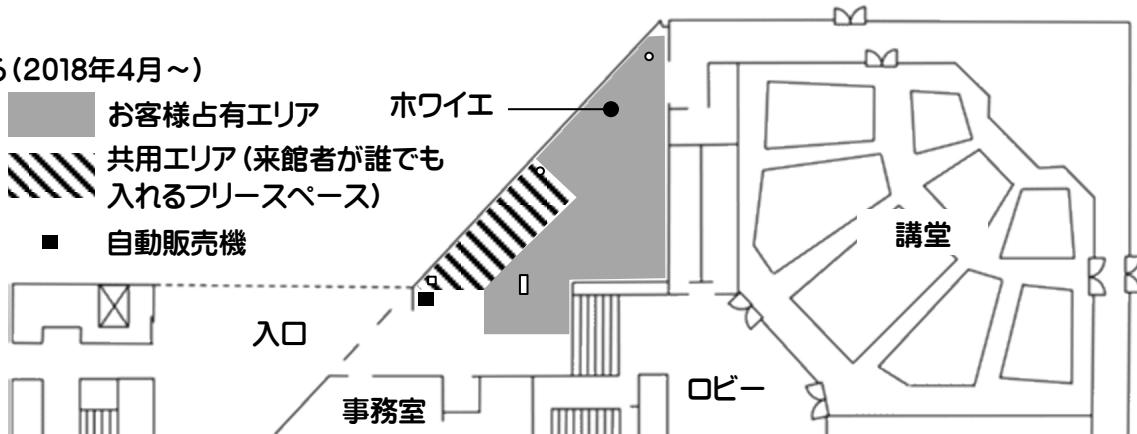 (2018年4月～)
お客様占有エリア
ホワイエ
共用エリア（来館者が誰でも
入れるフリースペース）
自動販売機
講堂
入口
ロビー
事務室